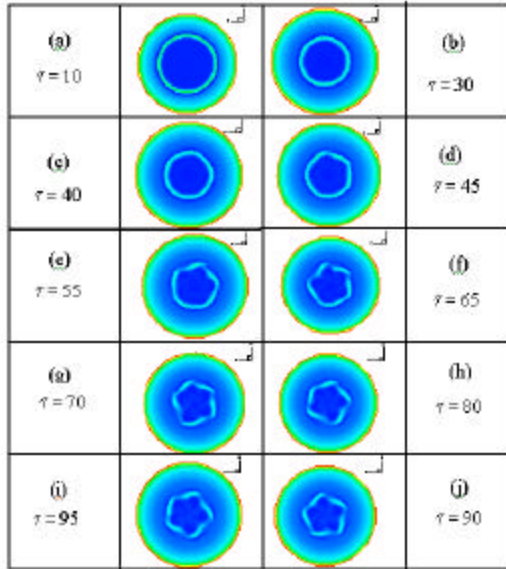 (a)
τ = 10
(b)
τ = 30
(c)
τ = 40
(d)
τ = 45
(e)
τ = 55
(f)
τ = 65
(g)
τ = 70
(h)
τ = 80
(i)
τ = 95
(j)
τ = 90